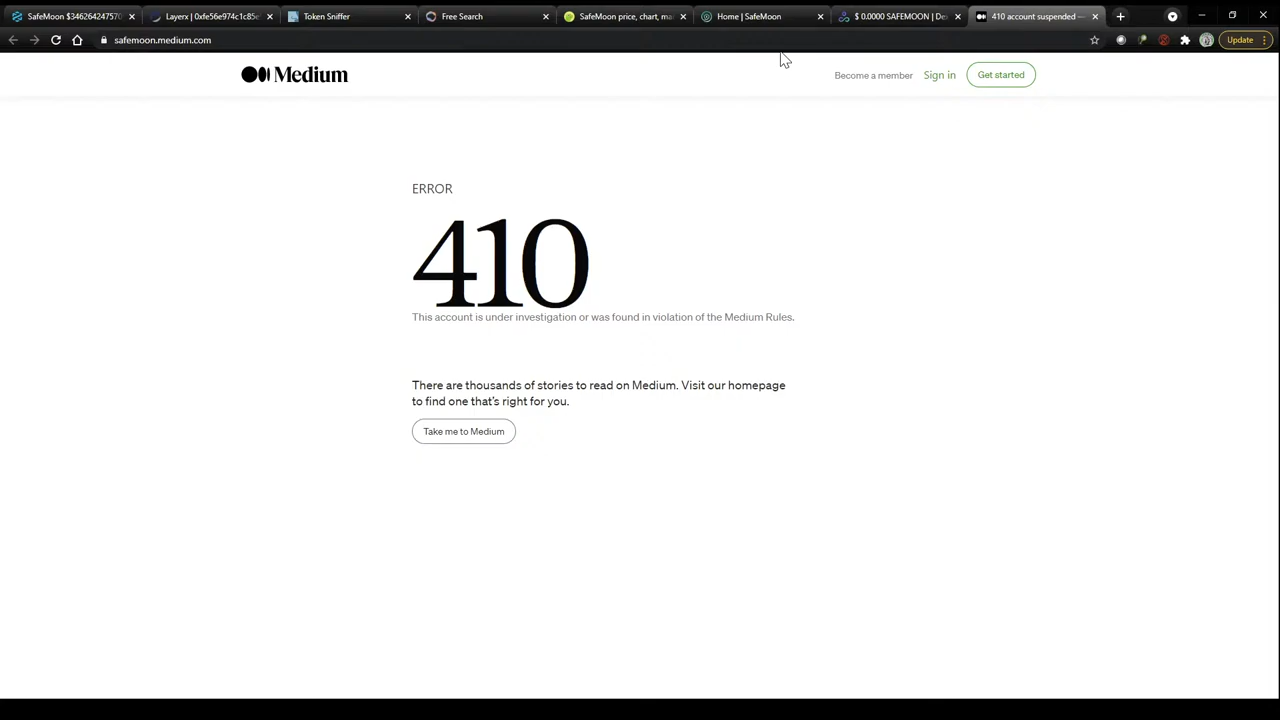 SafeMoon $34626424757(
Layerx | 0xfe56e974c1c85e
Token Sniffer
Free Search
SafeMoon price, chart, ma
Home | SafeMoon
$ 0.0000 SAFEMOON | De
410 account suspended —
safemoon.medium.com
Update
Medium
Become a member
Sign in
Get started
ERROR
410
This account is under investigation or was found in violation of the Medium Rules.
There are thousands of stories to read on Medium. Visit our homepage
to find one that's right for you.
Take me to Medium